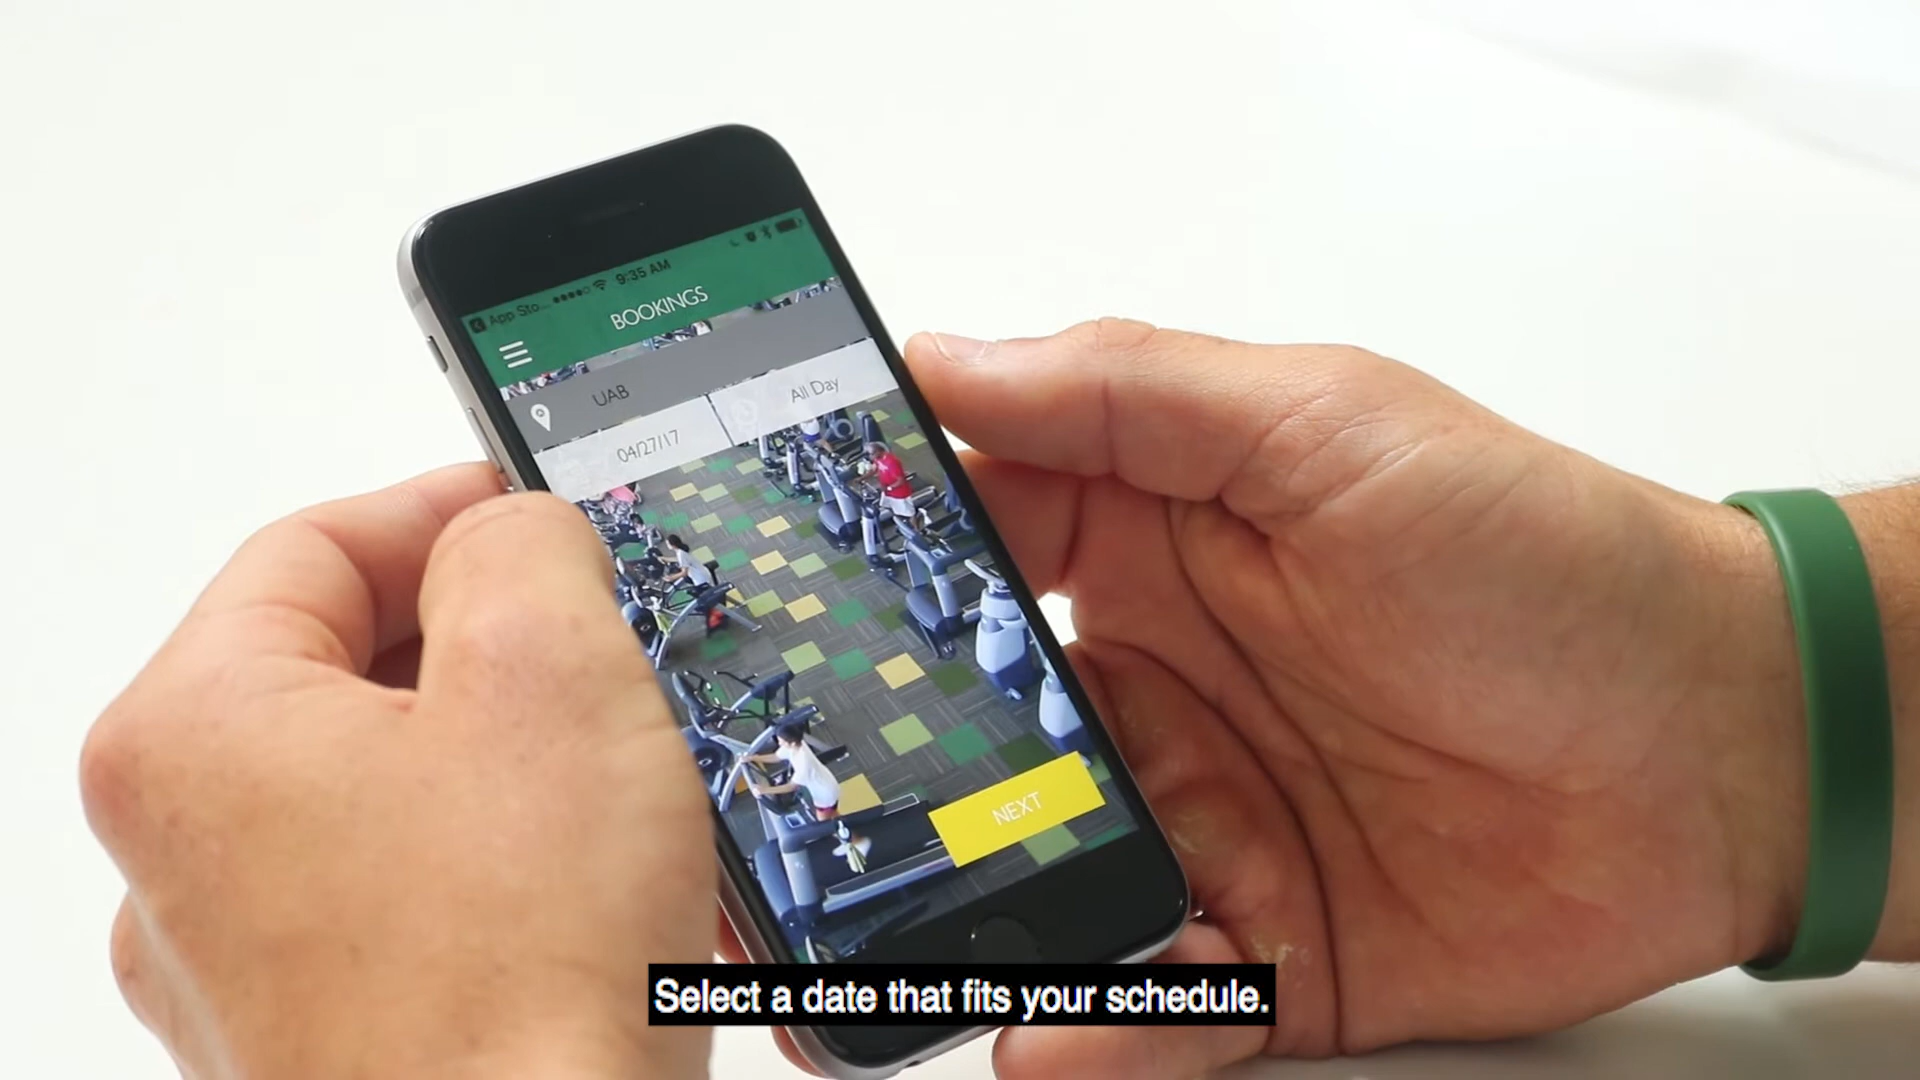 App Sto... 9:35 AM
BOOKINGS
UAB
04/27/17 All Day
NEXT
Select a date that fits your schedule.